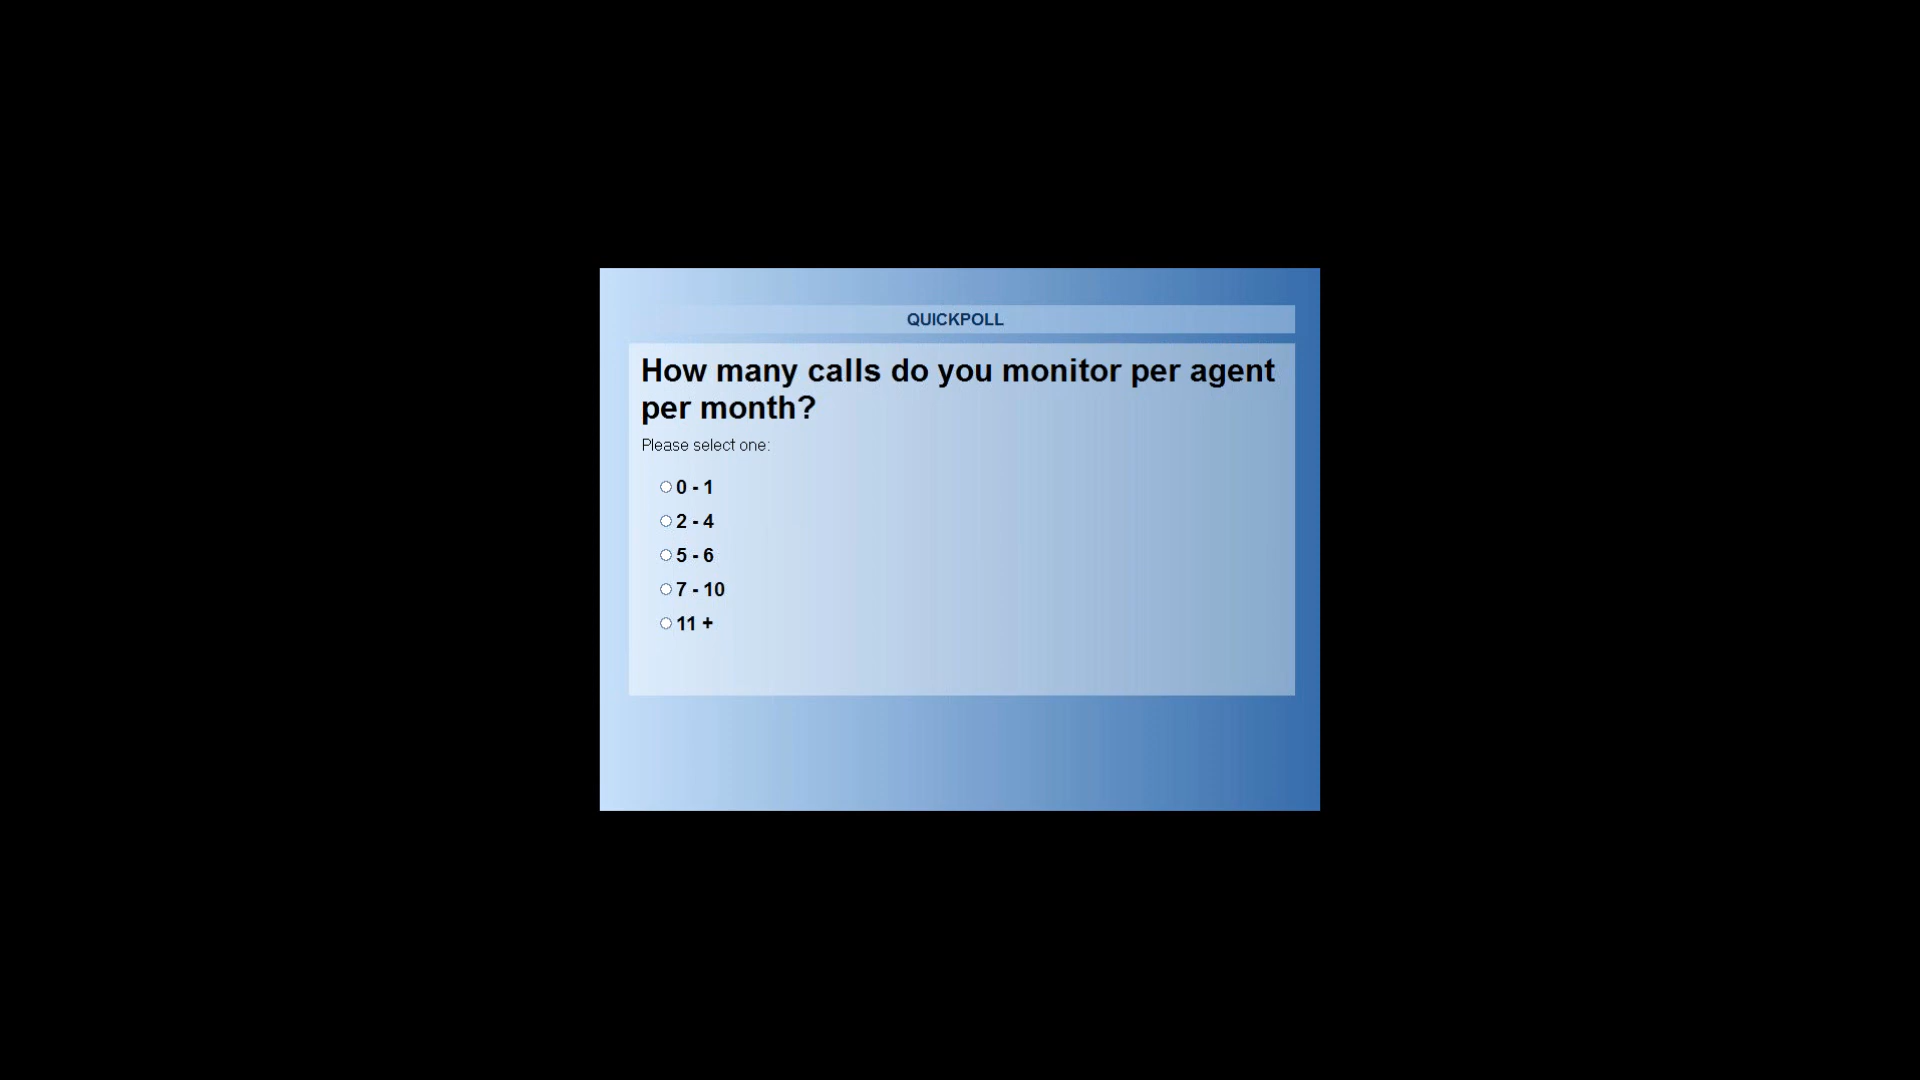 QUICKPOLL
How many calls do you monitor per agent
per month?
Please select one:
0 - 1
2 - 4
5 - 6
7 - 10
11 +